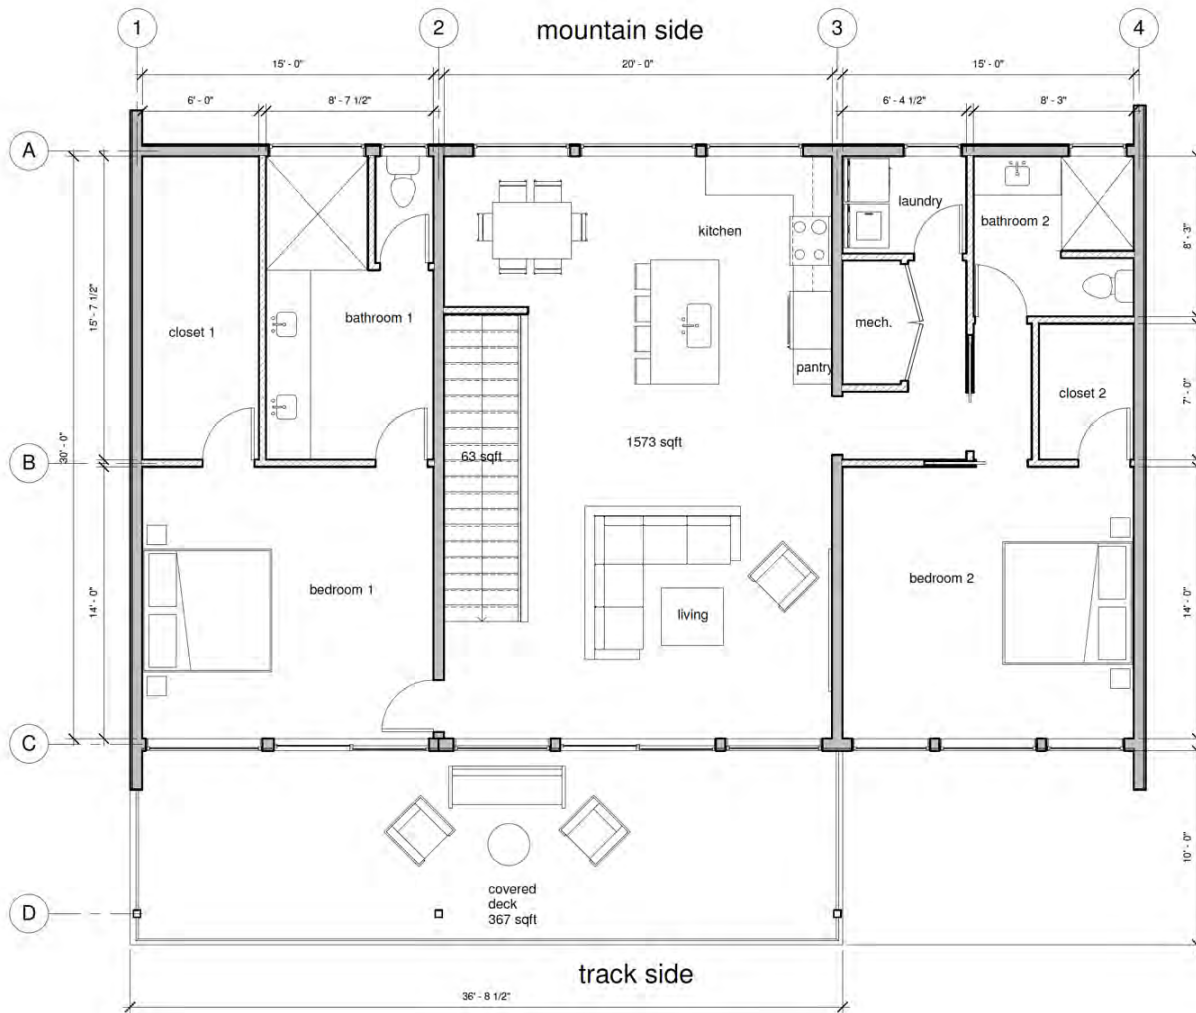 1
2
mountain side
3
4
15' - 0"
20' - 0"
15' - 0"
6' - 0"
8' - 7 1/2"
6' - 4 1/2"
8' - 3"
A
laundry
bathroom 2
kitchen
8' - 3"
15' - 7 1/2"
closet 1
bathroom 1
mech.
pantry
closet 2
7' - 0"
30' - 0"
B
63 sqft
1573 sqft
bedroom 1
bedroom 2
living
14' - 0"
14' - 0"
C
10' - 0"
covered
deck
367 sqft
D
track side
36' - 8 1/2"